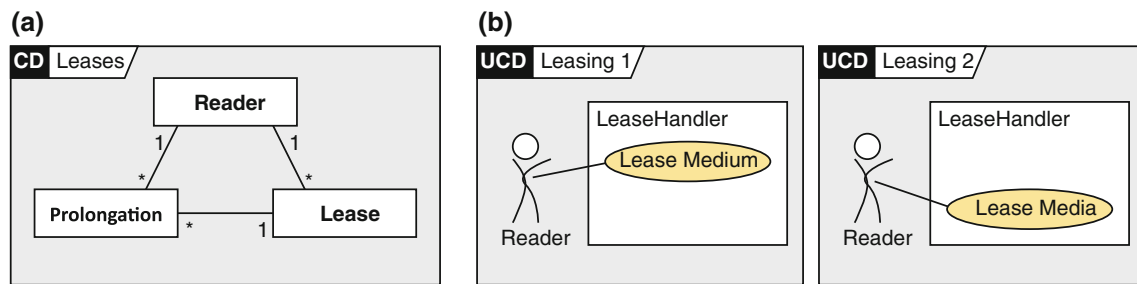 (a)
CD Leases
Reader
1 1
* *
Prolongation
Lease
* 1
(b)
UCD Leasing 1
LeaseHandler
Lease Medium
Reader
UCD Leasing 2
LeaseHandler
Lease Media
Reader